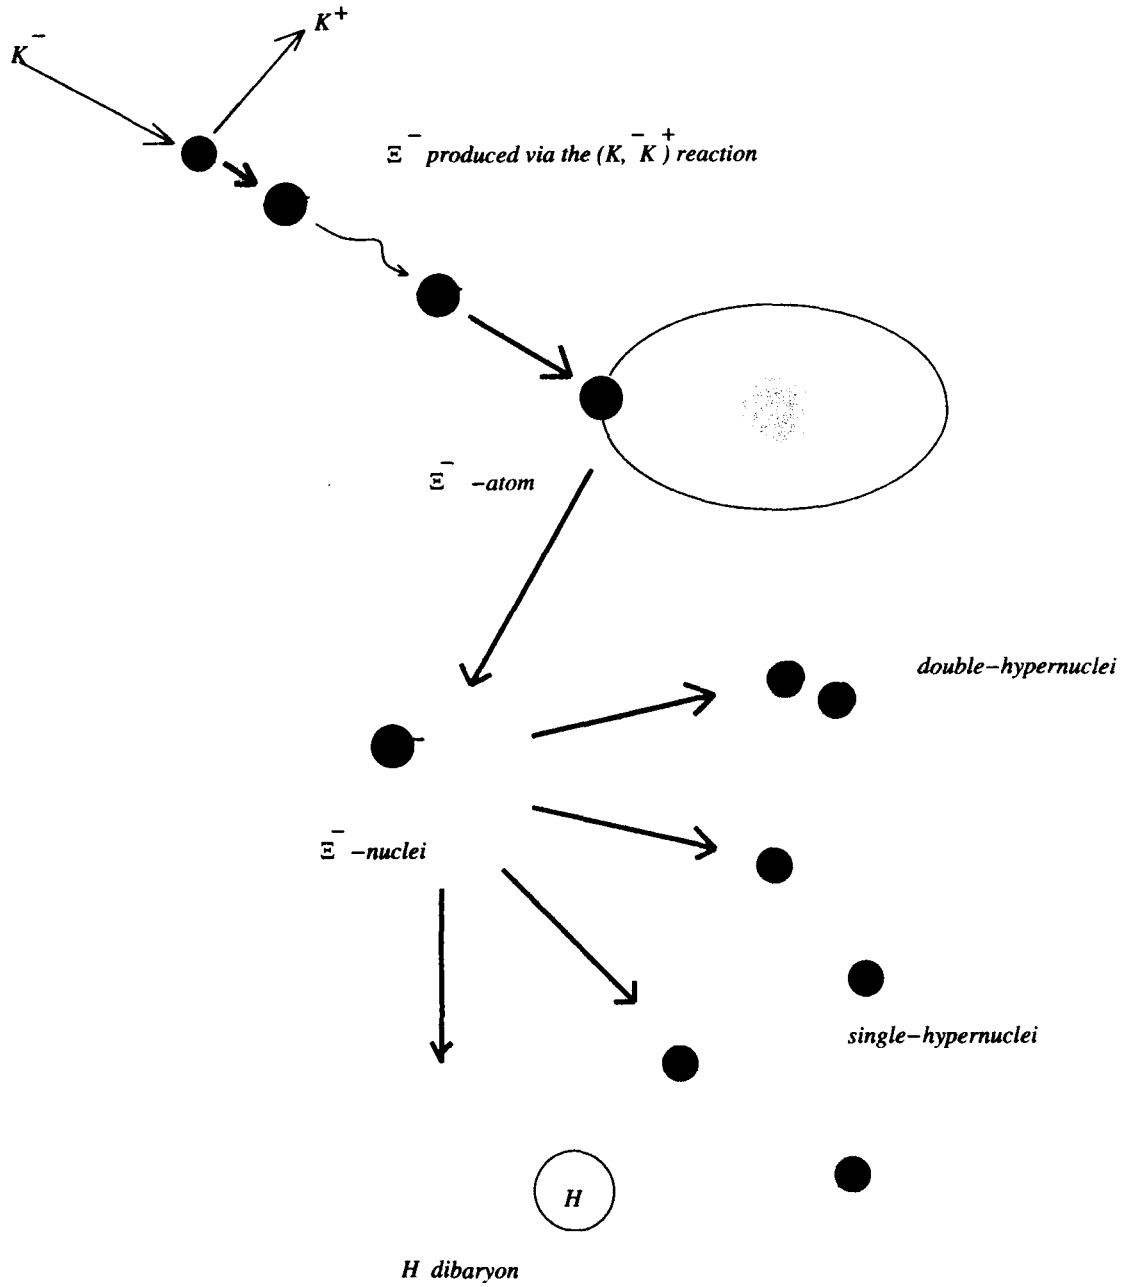 K⁺
K⁻
Ξ⁻ produced via the (K,⁻ K⁺) reaction
Ξ⁻ −atom
double−hypernuclei
Ξ⁻ −nuclei
single−hypernuclei
H
H dibaryon